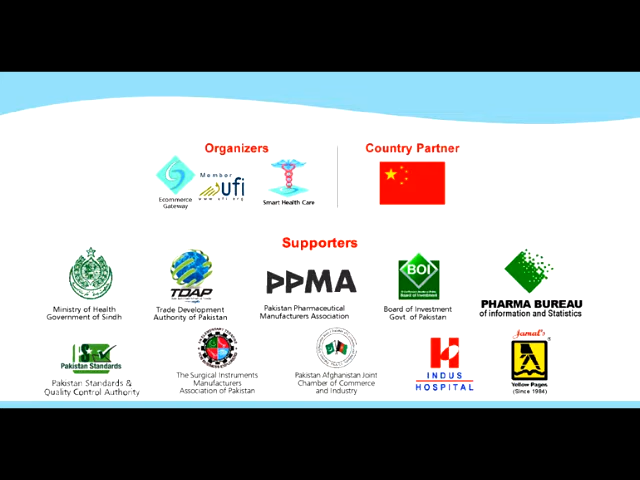 Organizers
Country Partner
Member
ufi
www.ufi.org
Ecommerce
Gateway
Smart Health Care
Supporters
TDAP
PPMA
BOI
Board of Investment
Ministry of Health
Government of Sindh
Trade Development
Authority of Pakistan
Pakistan Pharmaceutical
Manufacturers Association
Board of Investment
Govt. of Pakistan
PHARMA BUREAU
of information and Statistics
Pakistan Standards
Pakistan Standards &
Quality Control Authority
The Surgical Instruments
Manufacturers
Association of Pakistan
Pakistan Afghanistan Joint
Chamber of Commerce
and Industry
INDUS
HOSPITAL
Jamal's
Yellow Pages
(Since 1984)